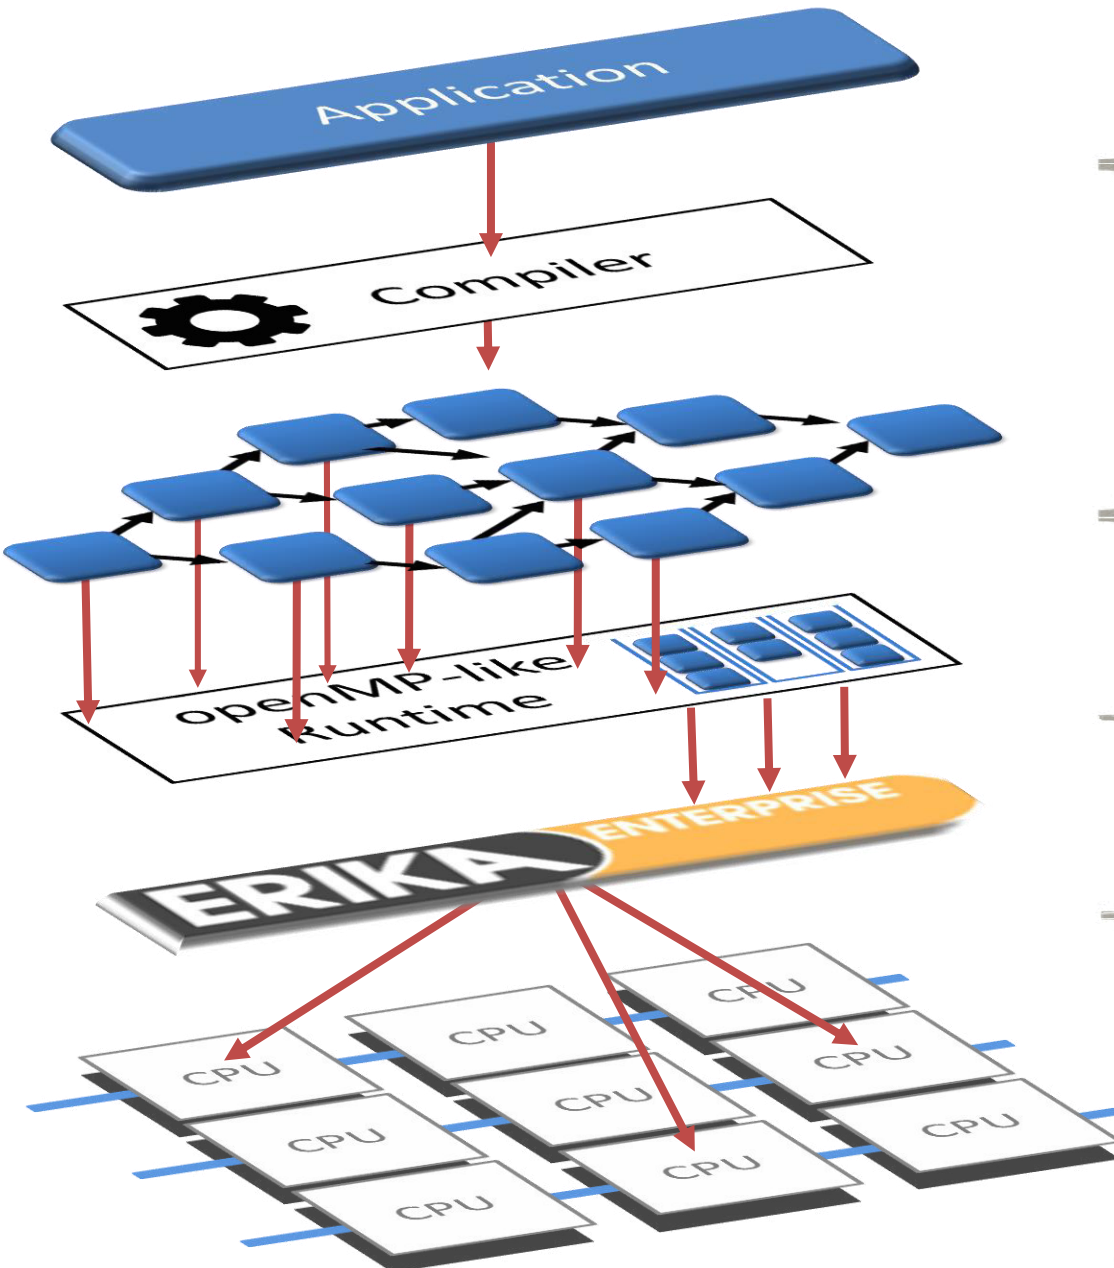 Application
Compiler
openMP-like
Runtime
ERIKA
ENTERPRISE
CPU
CPU
CPU
CPU
CPU
CPU
CPU
CPU
CPU